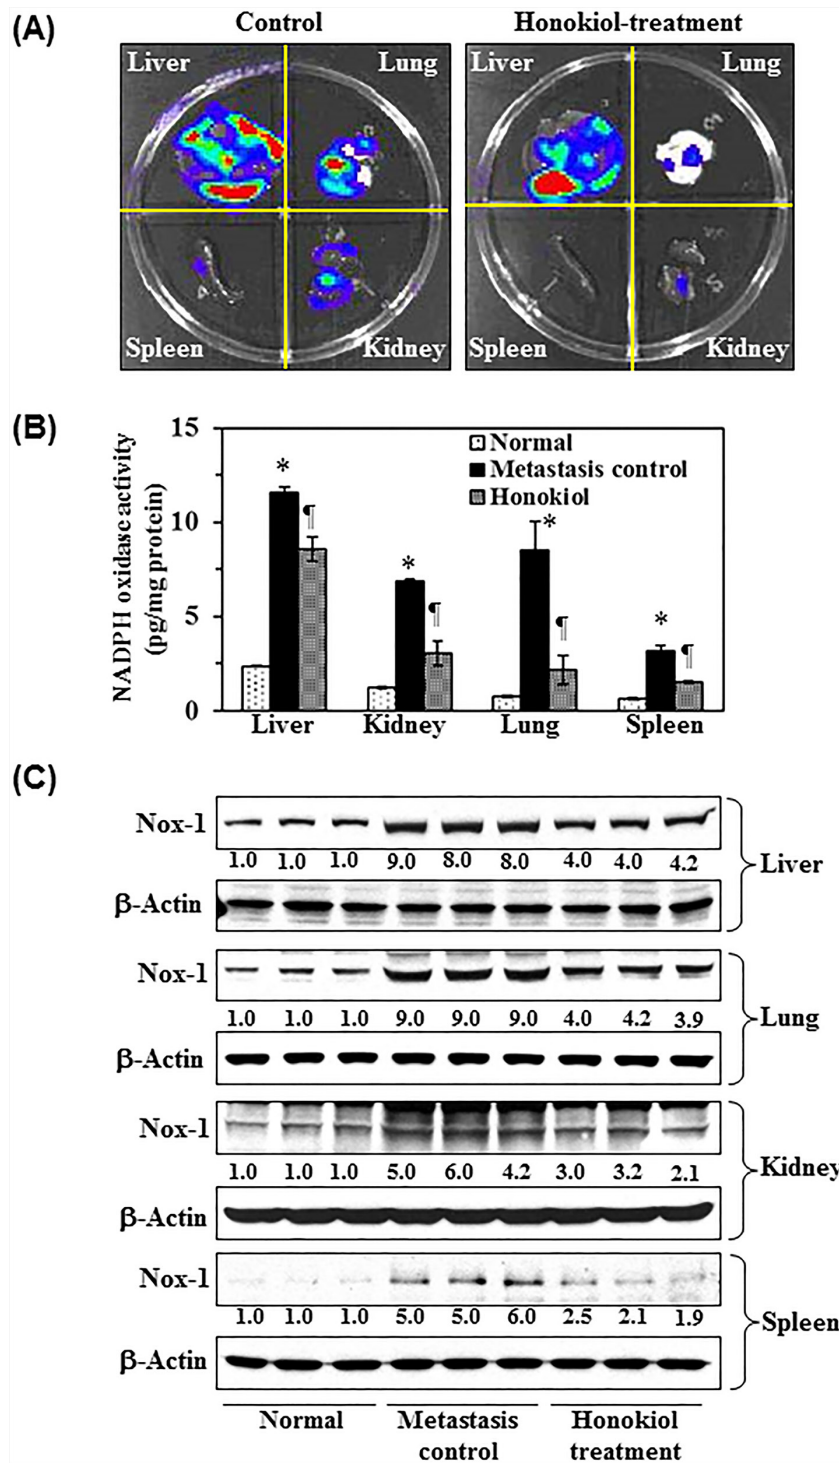 (A)
Control
Honokiol-treatment
Liver
Lung
Liver
Lung
Spleen
Kidney
Spleen
Kidney
(B)
NADPH oxidase activity
(pg/mg protein)
15
10
5
0
Normal
Metastasis control
Honokiol
* ¶
* ¶
* ¶
* ¶
Liver Kidney Lung Spleen
(C)
Nox-1
1.0 1.0 1.0 9.0 8.0 8.0 4.0 4.0 4.2
Liver
β-Actin
Nox-1
1.0 1.0 1.0 9.0 9.0 9.0 4.0 4.2 3.9
Lung
β-Actin
Nox-1
1.0 1.0 1.0 5.0 6.0 4.2 3.0 3.2 2.1
Kidney
β-Actin
Nox-1
1.0 1.0 1.0 5.0 5.0 6.0 2.5 2.1 1.9
Spleen
β-Actin
Normal
Metastasis
control
Honokiol
treatment